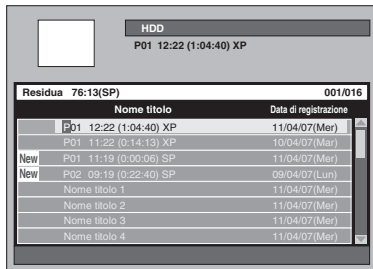 HDD
P01 12:22 (1:04:40) XP
Residua 76:13(SP) 001/016
Nome titolo Data di registrazione
P01 12:22 (1:04:40) XP 11/04/07(Mer)
P01 11:22 (0:14:13) XP 10/04/07(Mar)
New P01 11:19 (0:00:06) SP 11/04/07(Mer)
New P02 09:19 (0:22:40) SP 09/04/07(Lun)
Nome titolo 1 11/04/07(Mer)
Nome titolo 2 11/04/07(Mer)
Nome titolo 3 11/04/07(Mer)
Nome titolo 4 11/04/07(Mer)